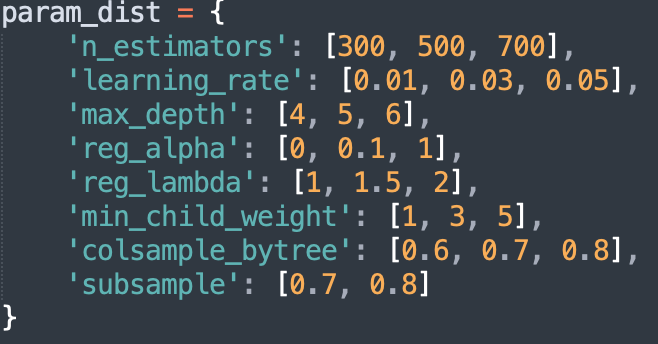 param_dist = {
    'n_estimators': [300, 500, 700],
    'learning_rate': [0.01, 0.03, 0.05],
    'max_depth': [4, 5, 6],
    'reg_alpha': [0, 0.1, 1],
    'reg_lambda': [1, 1.5, 2],
    'min_child_weight': [1, 3, 5],
    'colsample_bytree': [0.6, 0.7, 0.8],
    'subsample': [0.7, 0.8]
}